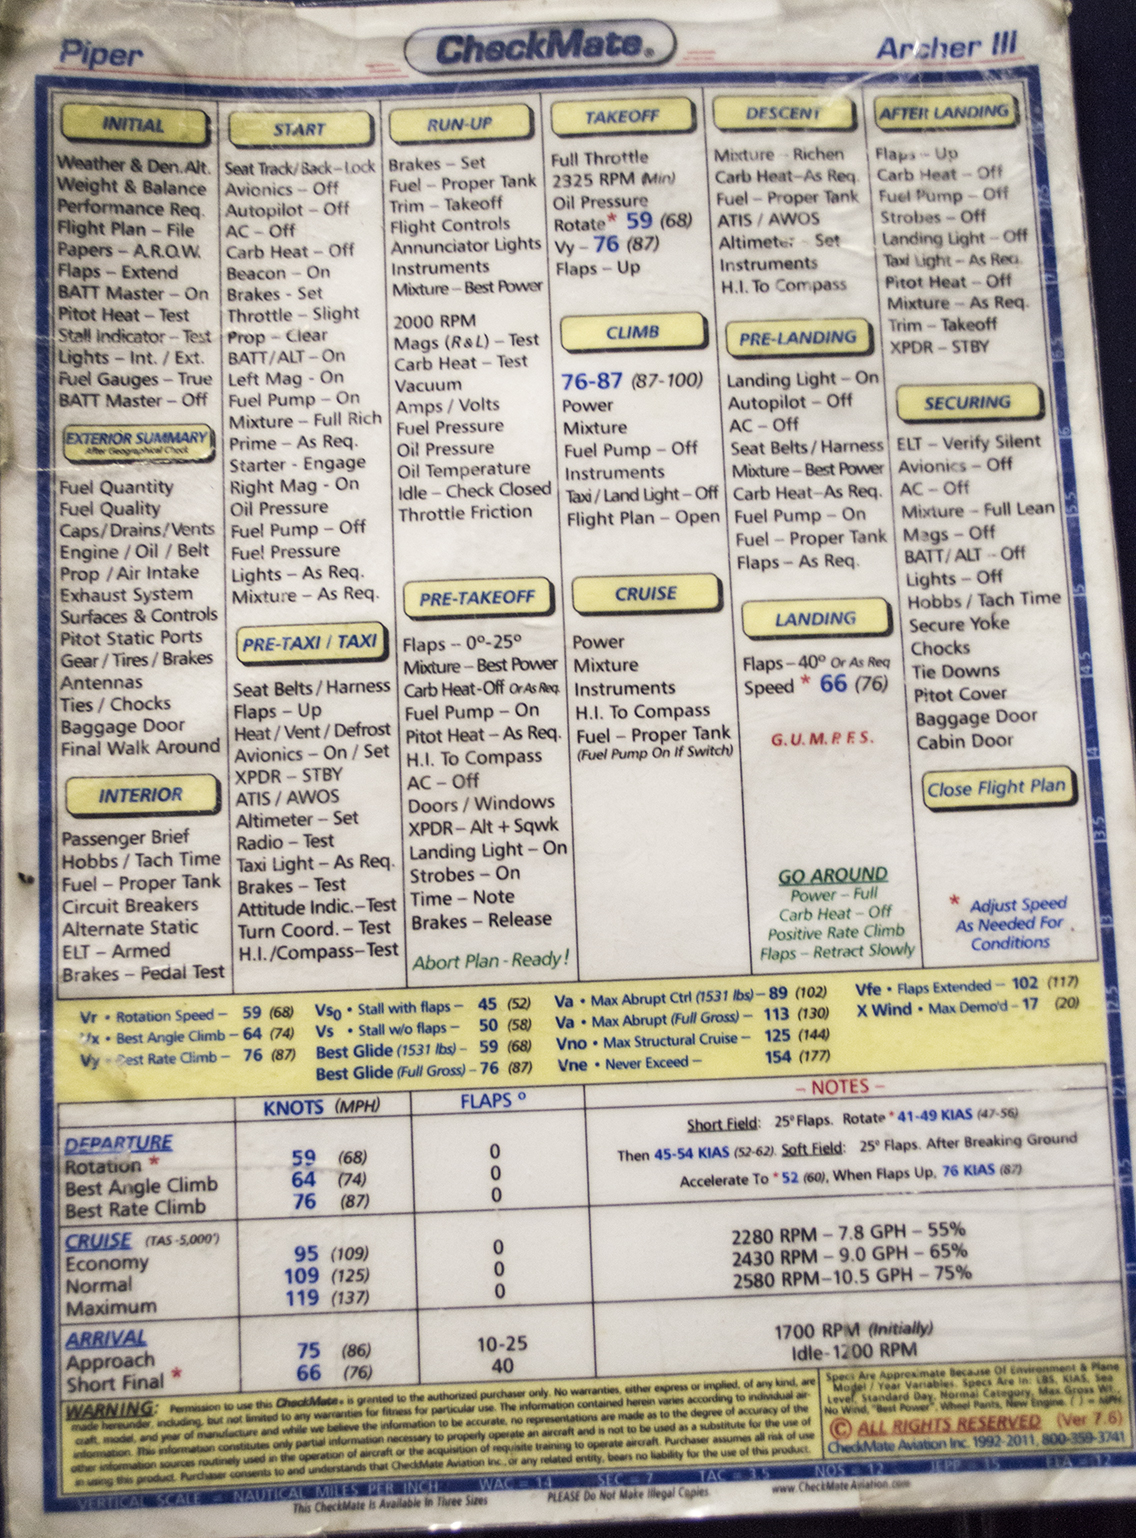 Piper
CheckMate®
Archer III
INITIAL
Weather & Den.Alt.
Weight & Balance
Performance Req.
Flight Plan – File
Papers – A.R.O.W.
Flaps – Extend
BATT Master – On
Pitot Heat – Test
Stall Indicator – Test
Lights – Int. / Ext.
Fuel Gauges – True
BATT Master – Off
EXTERIOR SUMMARY
After Geographical Check
Fuel Quantity
Fuel Quality
Caps/Drains/Vents
Engine / Oil / Belt
Prop / Air Intake
Exhaust System
Surfaces & Controls
Pitot Static Ports
Gear / Tires / Brakes
Antennas
Ties / Chocks
Baggage Door
Final Walk Around
INTERIOR
Passenger Brief
Hobbs / Tach Time
Fuel – Proper Tank
Circuit Breakers
Alternate Static
ELT – Armed
Brakes – Pedal Test
START
Seat Track/Back–Lock
Avionics – Off
Autopilot – Off
AC – Off
Carb Heat – Off
Beacon – On
Brakes - Set
Throttle – Slight
Prop – Clear
BATT/ALT – On
Left Mag - On
Fuel Pump – On
Mixture – Full Rich
Prime – As Req.
Starter - Engage
Right Mag - On
Oil Pressure
Fuel Pump – Off
Fuel Pressure
Lights – As Req.
Mixture – As Req.
PRE-TAXI / TAXI
Seat Belts / Harness
Flaps – Up
Heat / Vent / Defrost
Avionics – On / Set
XPDR – STBY
ATIS / AWOS
Altimeter – Set
Radio – Test
Taxi Light – As Req.
Brakes – Test
Attitude Indic.–Test
Turn Coord. – Test
H.I./Compass–Test
RUN-UP
Brakes – Set
Fuel – Proper Tank
Trim – Takeoff
Flight Controls
Annunciator Lights
Instruments
Mixture – Best Power
2000 RPM
Mags (R&L) – Test
Carb Heat – Test
Vacuum
Amps / Volts
Fuel Pressure
Oil Pressure
Oil Temperature
Idle – Check Closed
Throttle Friction
PRE-TAKEOFF
Flaps – 0º-25º
Mixture – Best Power
Carb Heat-Off Or As Req.
Fuel Pump – On
Pitot Heat – As Req.
H.I. To Compass
AC – Off
Doors / Windows
XPDR– Alt + Sqwk
Landing Light – On
Strobes – On
Time – Note
Brakes – Release
Abort Plan - Ready!
TAKEOFF
Full Throttle
2325 RPM (Min)
Oil Pressure
Rotate* 59 (68)
Vy – 76 (87)
Flaps – Up
CLIMB
76-87 (87-100)
Power
Mixture
Fuel Pump – Off
Instruments
Taxi / Land Light – Off
Flight Plan – Open
CRUISE
Power
Mixture
Instruments
H.I. To Compass
Fuel – Proper Tank
(Fuel Pump On If Switch)
DESCENT
Mixture – Richen
Carb Heat–As Req.
Fuel – Proper Tank
ATIS / AWOS
Altimeter – Set
Instruments
H.I. To Compass
PRE-LANDING
Landing Light – On
Autopilot – Off
AC – Off
Seat Belts / Harness
Mixture – Best Power
Carb Heat–As Req.
Fuel Pump – On
Fuel – Proper Tank
Flaps – As Req.
LANDING
Flaps–40º Or As Req
Speed * 66 (76)
G.U.M.P.F.S.
GO AROUND
Power – Full
Carb Heat – Off
Positive Rate Climb
Flaps – Retract Slowly
AFTER LANDING
Flaps – Up
Carb Heat – Off
Fuel Pump – Off
Strobes – Off
Landing Light – Off
Taxi Light – As Req.
Pitot Heat – Off
Mixture – As Req.
Trim – Takeoff
XPDR – STBY
SECURING
ELT – Verify Silent
Avionics – Off
AC – Off
Mixture – Full Lean
Mags – Off
BATT/ ALT – Off
Lights – Off
Hobbs / Tach Time
Secure Yoke
Chocks
Tie Downs
Pitot Cover
Baggage Door
Cabin Door
Close Flight Plan
* Adjust Speed
As Needed For
Conditions
Vr • Rotation Speed – 59 (68)
Vx • Best Angle Climb – 64 (74)
Vy • Best Rate Climb – 76 (87)
Vso • Stall with flaps – 45 (52)
Vs • Stall w/o flaps – 50 (58)
Best Glide (1531 lbs) – 59 (68)
Best Glide (Full Gross) – 76 (87)
Va • Max Abrupt Ctrl (1531 lbs) – 89 (102)
Va • Max Abrupt (Full Gross) – 113 (130)
Vno • Max Structural Cruise – 125 (144)
Vne • Never Exceed – 154 (177)
Vfe • Flaps Extended – 102 (117)
X Wind • Max Demo'd – 17 (20)
KNOTS (MPH) FLAPS º – NOTES –
DEPARTURE
Rotation * 59 (68) 0
Best Angle Climb 64 (74) 0
Best Rate Climb 76 (87) 0
Short Field: 25º Flaps. Rotate *41-49 KIAS (47-56)
Then 45-54 KIAS (52-62). Soft Field: 25º Flaps. After Breaking Ground
Accelerate To *52 (60), When Flaps Up, 76 KIAS (87)
CRUISE (TAS -5,000')
Economy 95 (109) 0 2280 RPM – 7.8 GPH – 55%
Normal 109 (125) 0 2430 RPM – 9.0 GPH – 65%
Maximum 119 (137) 0 2580 RPM–10.5 GPH – 75%
ARRIVAL
Approach 75 (86) 10-25 1700 RPM (Initially)
Short Final * 66 (76) 40 Idle-1200 RPM
WARNING: Permission to use this CheckMate® is granted to the authorized purchaser only. No warranties, either express or implied, of any kind, are
made hereunder, including, but not limited to any warranties for fitness for particular use. The information contained herein varies according to individual air-
craft, model, and year of manufacture and while we believe the information to be accurate, no representations are made as to the degree of accuracy of the
information. This information constitutes only partial information necessary to properly operate an aircraft and is not to be used as a substitute for the use of
other information sources routinely used in the operation of aircraft or the acquisition of requisite training to operate aircraft. Purchaser assumes all risk of use
in using this product. Purchaser consents to and understands that CheckMate Aviation Inc., or any related entity, bears no liability for the use of this product.
Specs Are Approximate Because Of Environment & Plane
Model / Year Variables. Specs Are In: LBS, KIAS, Sea
Level, Standard Day, Normal Category, Max Gross Wt.,
No Wind, "Best Power", Wheel Pants, New Engine. ( ) = MPH
© ALL RIGHTS RESERVED (Ver 7.6)
CheckMate Aviation Inc. 1992-2011, 800-359-3741
VERTICAL SCALE = NAUTICAL MILES PER INCH WAC = 14 SEC = 7 TAC = 3.5 NOS = 12 JEPP = 15 ELA = 12
This CheckMate Is Available In Three Sizes PLEASE Do Not Make Illegal Copies www.CheckMateAviation.com